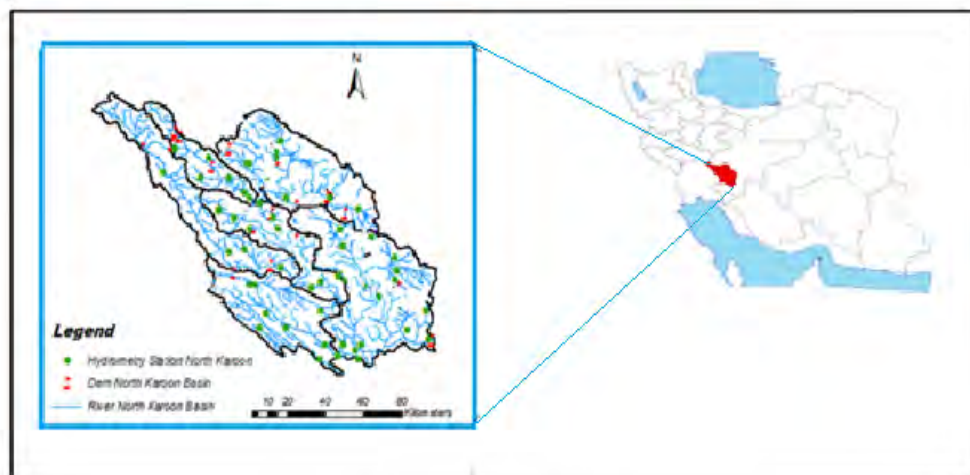 N
Legend
Hydrometry Station North Karoon
Dam North Karoon Basin
River North Karoon Basin
10 20 40 60 80
Kilometers